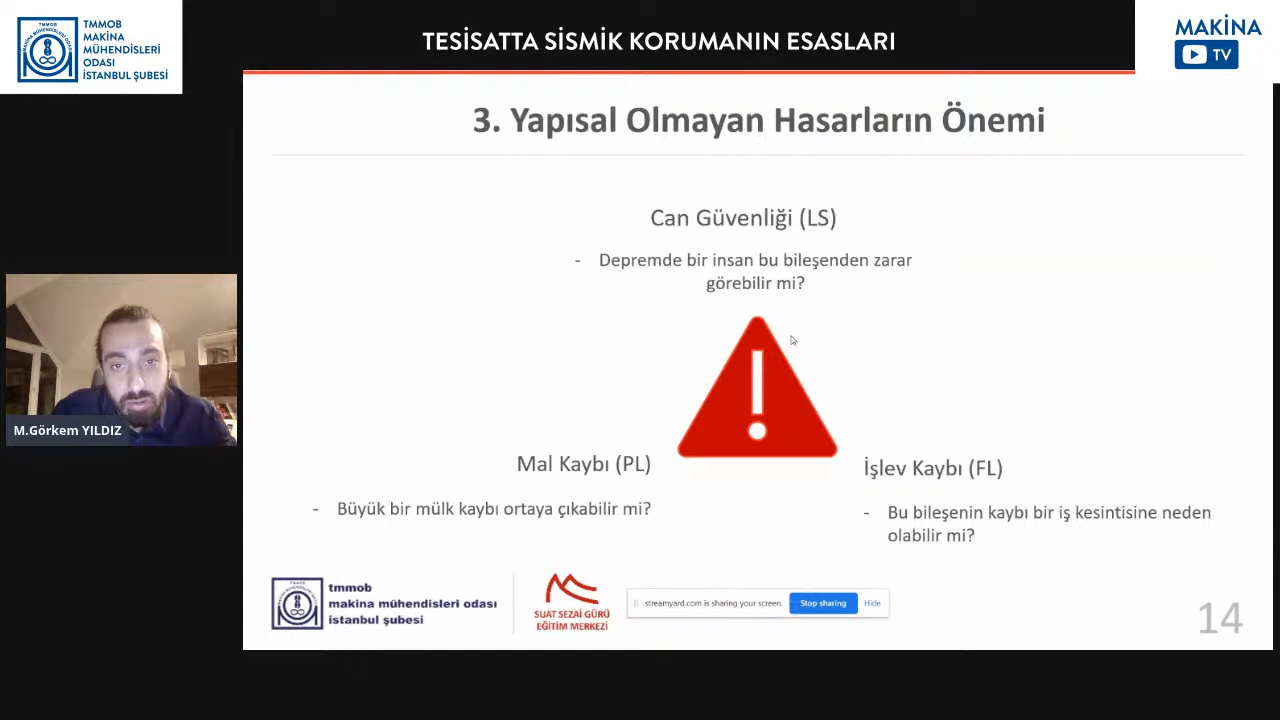 TMMOB
MAKİNA
MÜHENDİSLERİ
ODASI
İSTANBUL ŞUBESİ
TESİSATTA SİSMİK KORUMANIN ESASLARI
MAKİNA
TV
3. Yapısal Olmayan Hasarların Önemi
Can Güvenliği (LS)
- Depremde bir insan bu bileşenden zarar
görebilir mi?
M.Görkem YILDIZ
Mal Kaybı (PL)
- Büyük bir mülk kaybı ortaya çıkabilir mi?
İşlev Kaybı (FL)
- Bu bileşenin kaybı bir iş kesintisine neden
olabilir mi?
tmmob
makina mühendisleri odası
istanbul şubesi
SUAT SEZAİ GÜRÜ
EĞİTİM MERKEZİ
streamyard.com is sharing your screen.
Stop sharing
Hide
14